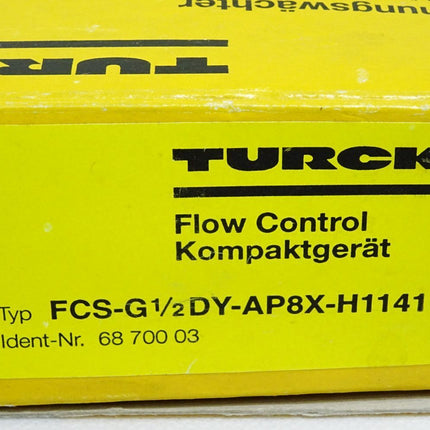 TURCK
Flow Control
Kompaktgerät
Typ FCS-G1/2DY-AP8X-H1141
Ident-Nr. 68 700 03